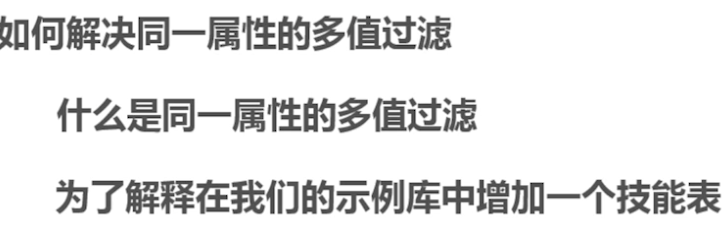 如何解决同一属性的多值过滤
什么是同一属性的多值过滤
为了解释在我们的示例库中增加一个技能表